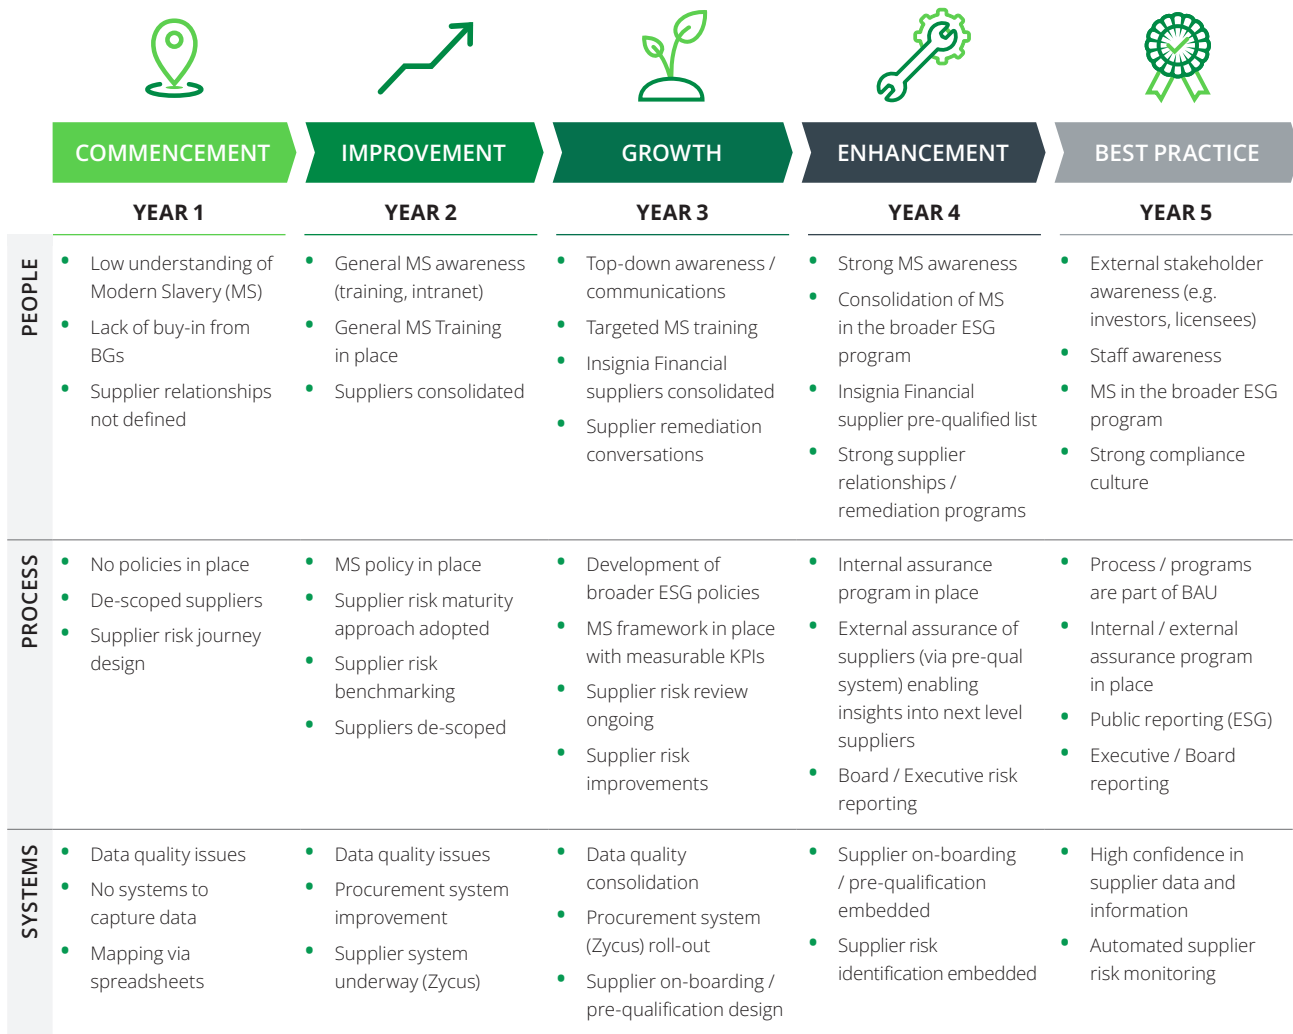 COMMENCEMENT
IMPROVEMENT
GROWTH
ENHANCEMENT
BEST PRACTICE
YEAR 1
YEAR 2
YEAR 3
YEAR 4
YEAR 5
PEOPLE
• Low understanding of
Modern Slavery (MS)
• Lack of buy-in from
BGs
• Supplier relationships
not defined
• General MS awareness
(training, intranet)
• General MS Training
in place
• Suppliers consolidated
• Top-down awareness /
communications
• Targeted MS training
• Insignia Financial
suppliers consolidated
• Supplier remediation
conversations
• Strong MS awareness
• Consolidation of MS
in the broader ESG
program
• Insignia Financial
supplier pre-qualified list
• Strong supplier
relationships /
remediation programs
• External stakeholder
awareness (e.g.
investors, licensees)
• Staff awareness
• MS in the broader ESG
program
• Strong compliance
culture
PROCESS
• No policies in place
• De-scoped suppliers
• Supplier risk journey
design
• MS policy in place
• Supplier risk maturity
approach adopted
• Supplier risk
benchmarking
• Suppliers de-scoped
• Development of
broader ESG policies
• MS framework in place
with measurable KPIs
• Supplier risk review
ongoing
• Supplier risk
improvements
• Internal assurance
program in place
• External assurance of
suppliers (via pre-qual
system) enabling
insights into next level
suppliers
• Board / Executive risk
reporting
• Process / programs
are part of BAU
• Internal / external
assurance program
in place
• Public reporting (ESG)
• Executive / Board
reporting
SYSTEMS
• Data quality issues
• No systems to
capture data
• Mapping via
spreadsheets
• Data quality issues
• Procurement system
improvement
• Supplier system
underway (Zycus)
• Data quality
consolidation
• Procurement system
(Zycus) roll-out
• Supplier on-boarding /
pre-qualification design
• Supplier on-boarding
/ pre-qualification
embedded
• Supplier risk
identification embedded
• High confidence in
supplier data and
information
• Automated supplier
risk monitoring